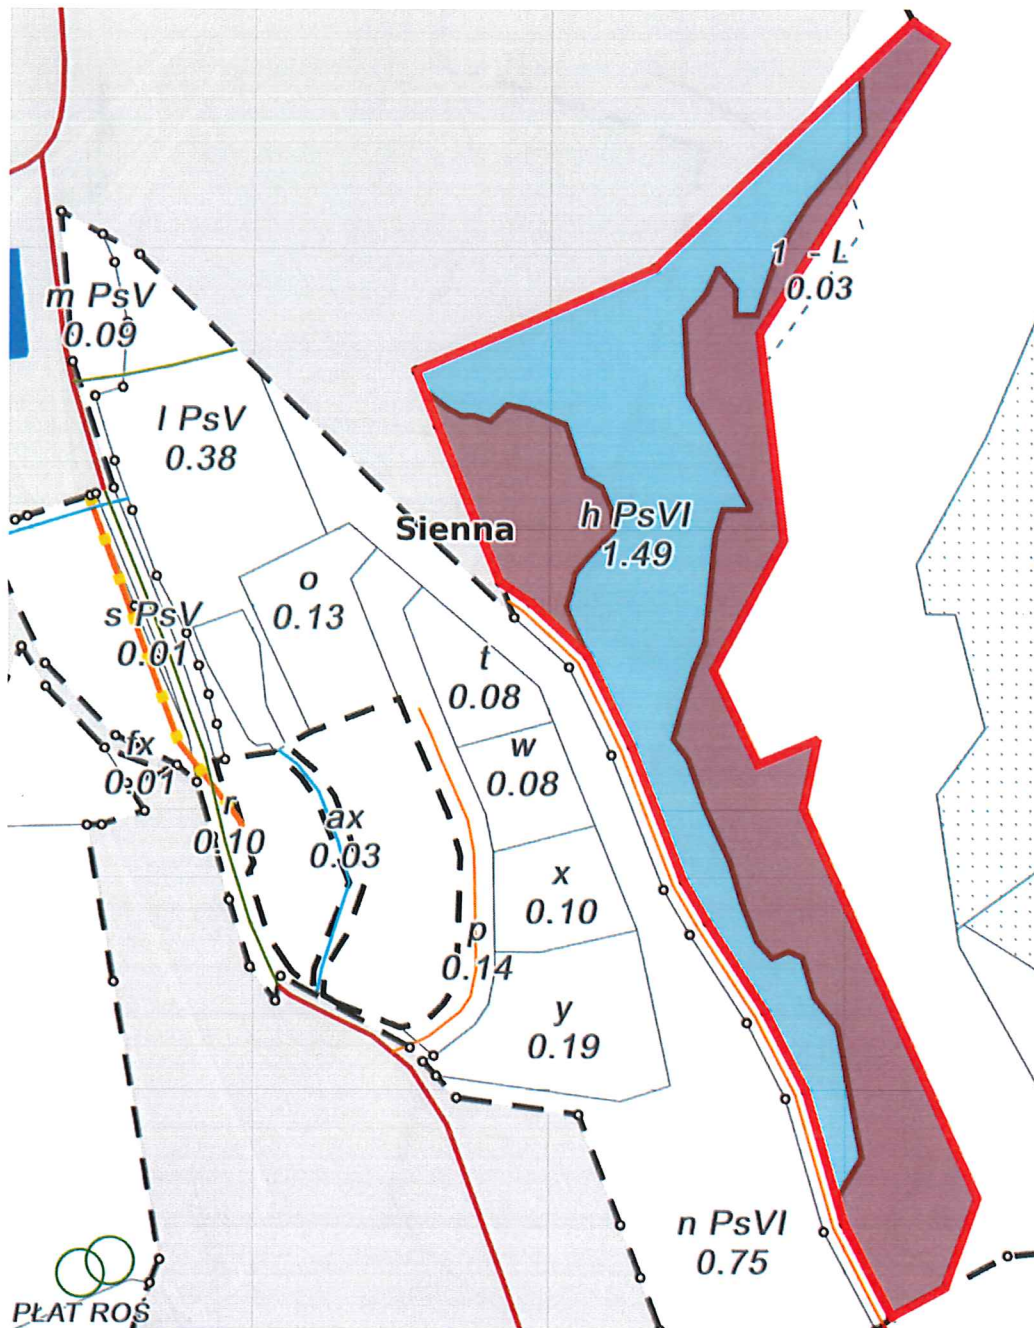 1 - L
0.03
m PsV
0.09
l PsV
0.38
Sienna
h PsVI
1.49
o
0.13
s PsV
0.01
t
0.08
fx
0.01
w
0.08
r
0.10
ax
0.03
x
0.10
p
0.14
y
0.19
n PsVI
0.75
PŁAT ROŚ